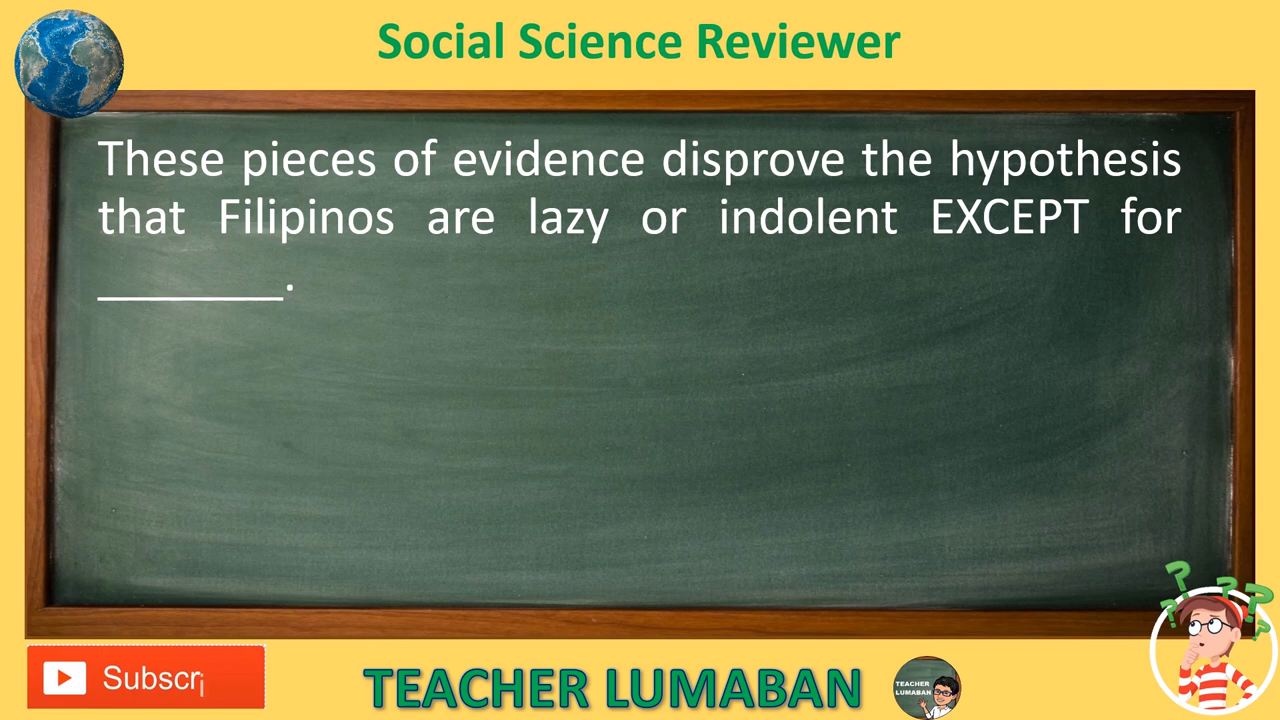 Social Science Reviewer
These pieces of evidence disprove the hypothesis
that Filipinos are lazy or indolent EXCEPT for
________.
Subscr
TEACHER LUMABAN
TEACHER
LUMABAN